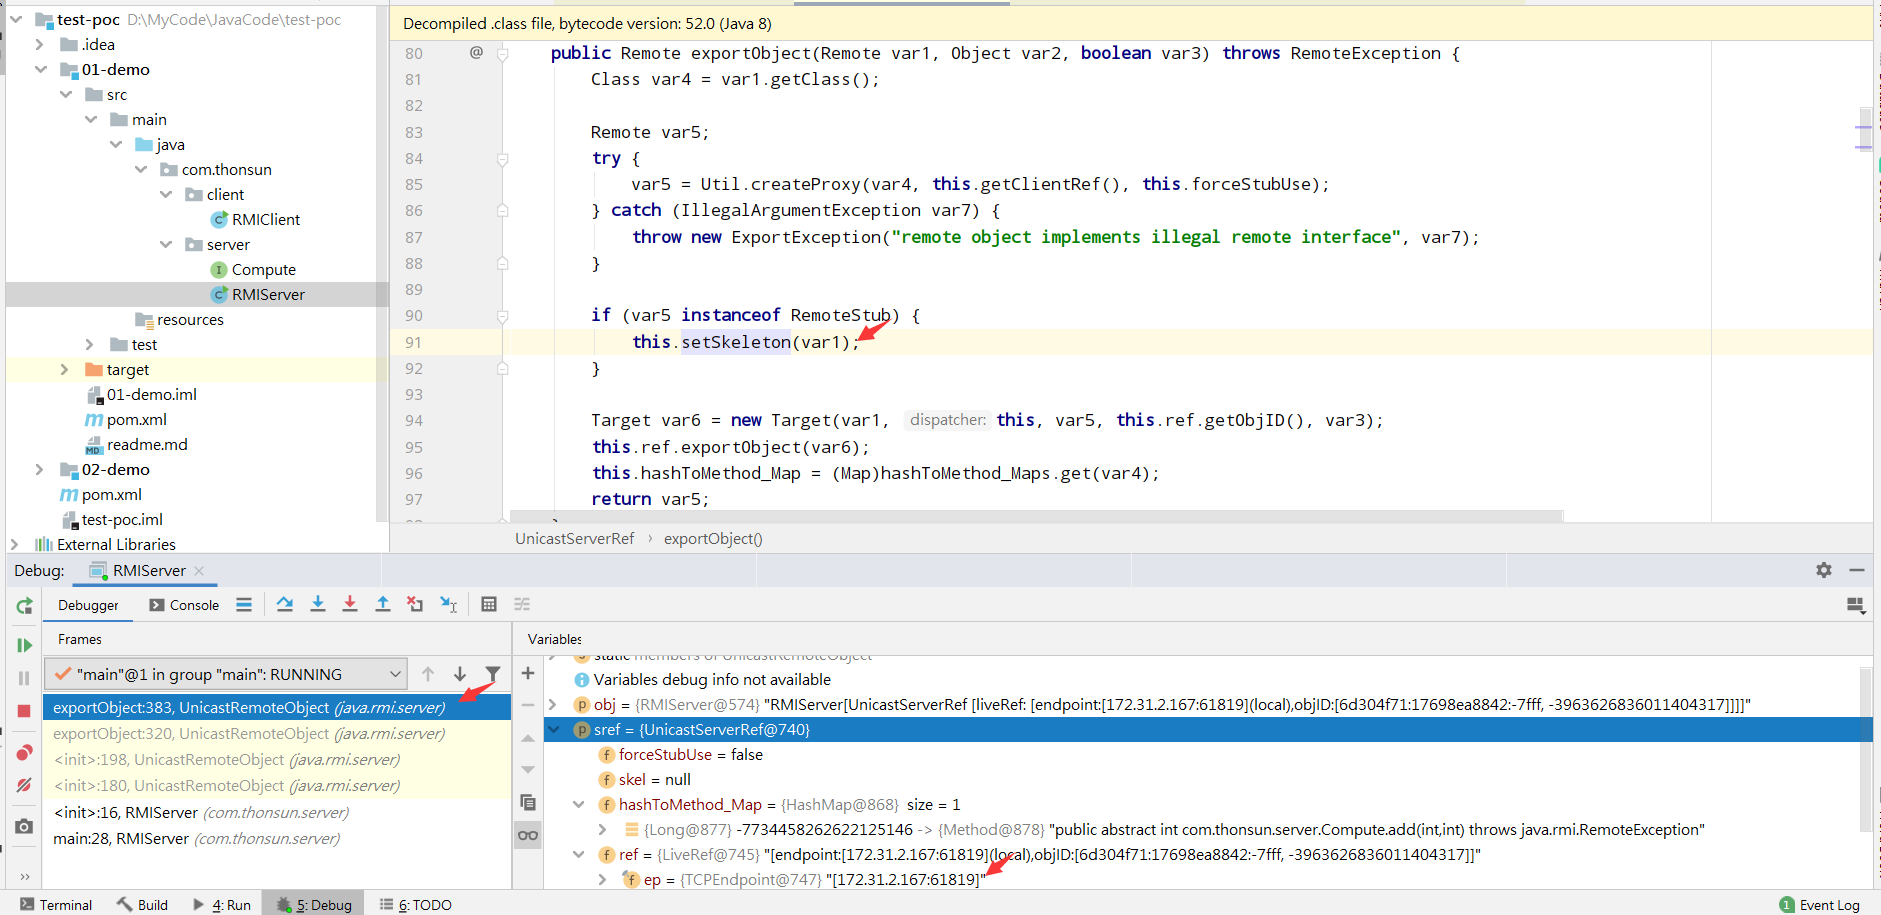 test-poc D:\MyCode\JavaCode\test-poc
.idea
01-demo
src
main
java
com.thonsun
client
RMIClient
server
Compute
RMIServer
resources
test
target
01-demo.iml
pom.xml
readme.md
02-demo
pom.xml
test-poc.iml
External Libraries
Decompiled .class file, bytecode version: 52.0 (Java 8)
80 @ public Remote exportObject(Remote var1, Object var2, boolean var3) throws RemoteException {
81 Class var4 = var1.getClass();
82
83 Remote var5;
84 try {
85 var5 = Util.createProxy(var4, this.getClientRef(), this.forceStubUse);
86 } catch (IllegalArgumentException var7) {
87 throw new ExportException("remote object implements illegal remote interface", var7);
88 }
89
90 if (var5 instanceof RemoteStub) {
91 this.setSkeleton(var1);
92 }
93
94 Target var6 = new Target(var1, dispatcher: this, var5, this.ref.getObjID(), var3);
95 this.ref.exportObject(var6);
96 this.hashToMethod_Map = (Map)hashToMethod_Maps.get(var4);
97 return var5;
UnicastServerRef › exportObject()
Debug: RMIServer
Debugger Console
Frames
"main"@1 in group "main": RUNNING
exportObject:383, UnicastRemoteObject (java.rmi.server)
exportObject:320, UnicastRemoteObject (java.rmi.server)
<init>:198, UnicastRemoteObject (java.rmi.server)
<init>:180, UnicastRemoteObject (java.rmi.server)
<init>:16, RMIServer (com.thonsun.server)
main:28, RMIServer (com.thonsun.server)
Variables
static members of UnicastRemoteObject
Variables debug info not available
obj = {RMIServer@574} "RMIServer[UnicastServerRef [liveRef: [endpoint:[172.31.2.167:61819](local),objID:[6d304f71:17698ea8842:-7fff, -3963626836011404317]]]]"
sref = {UnicastServerRef@740}
forceStubUse = false
skel = null
hashToMethod_Map = {HashMap@868} size = 1
{Long@877} -7734458262622125146 -> {Method@878} "public abstract int com.thonsun.server.Compute.add(int,int) throws java.rmi.RemoteException"
ref = {LiveRef@745} "[endpoint:[172.31.2.167:61819](local),objID:[6d304f71:17698ea8842:-7fff, -3963626836011404317]]"
ep = {TCPEndpoint@747} "[172.31.2.167:61819]"
Terminal Build 4: Run 5: Debug 6: TODO 1 Event Log